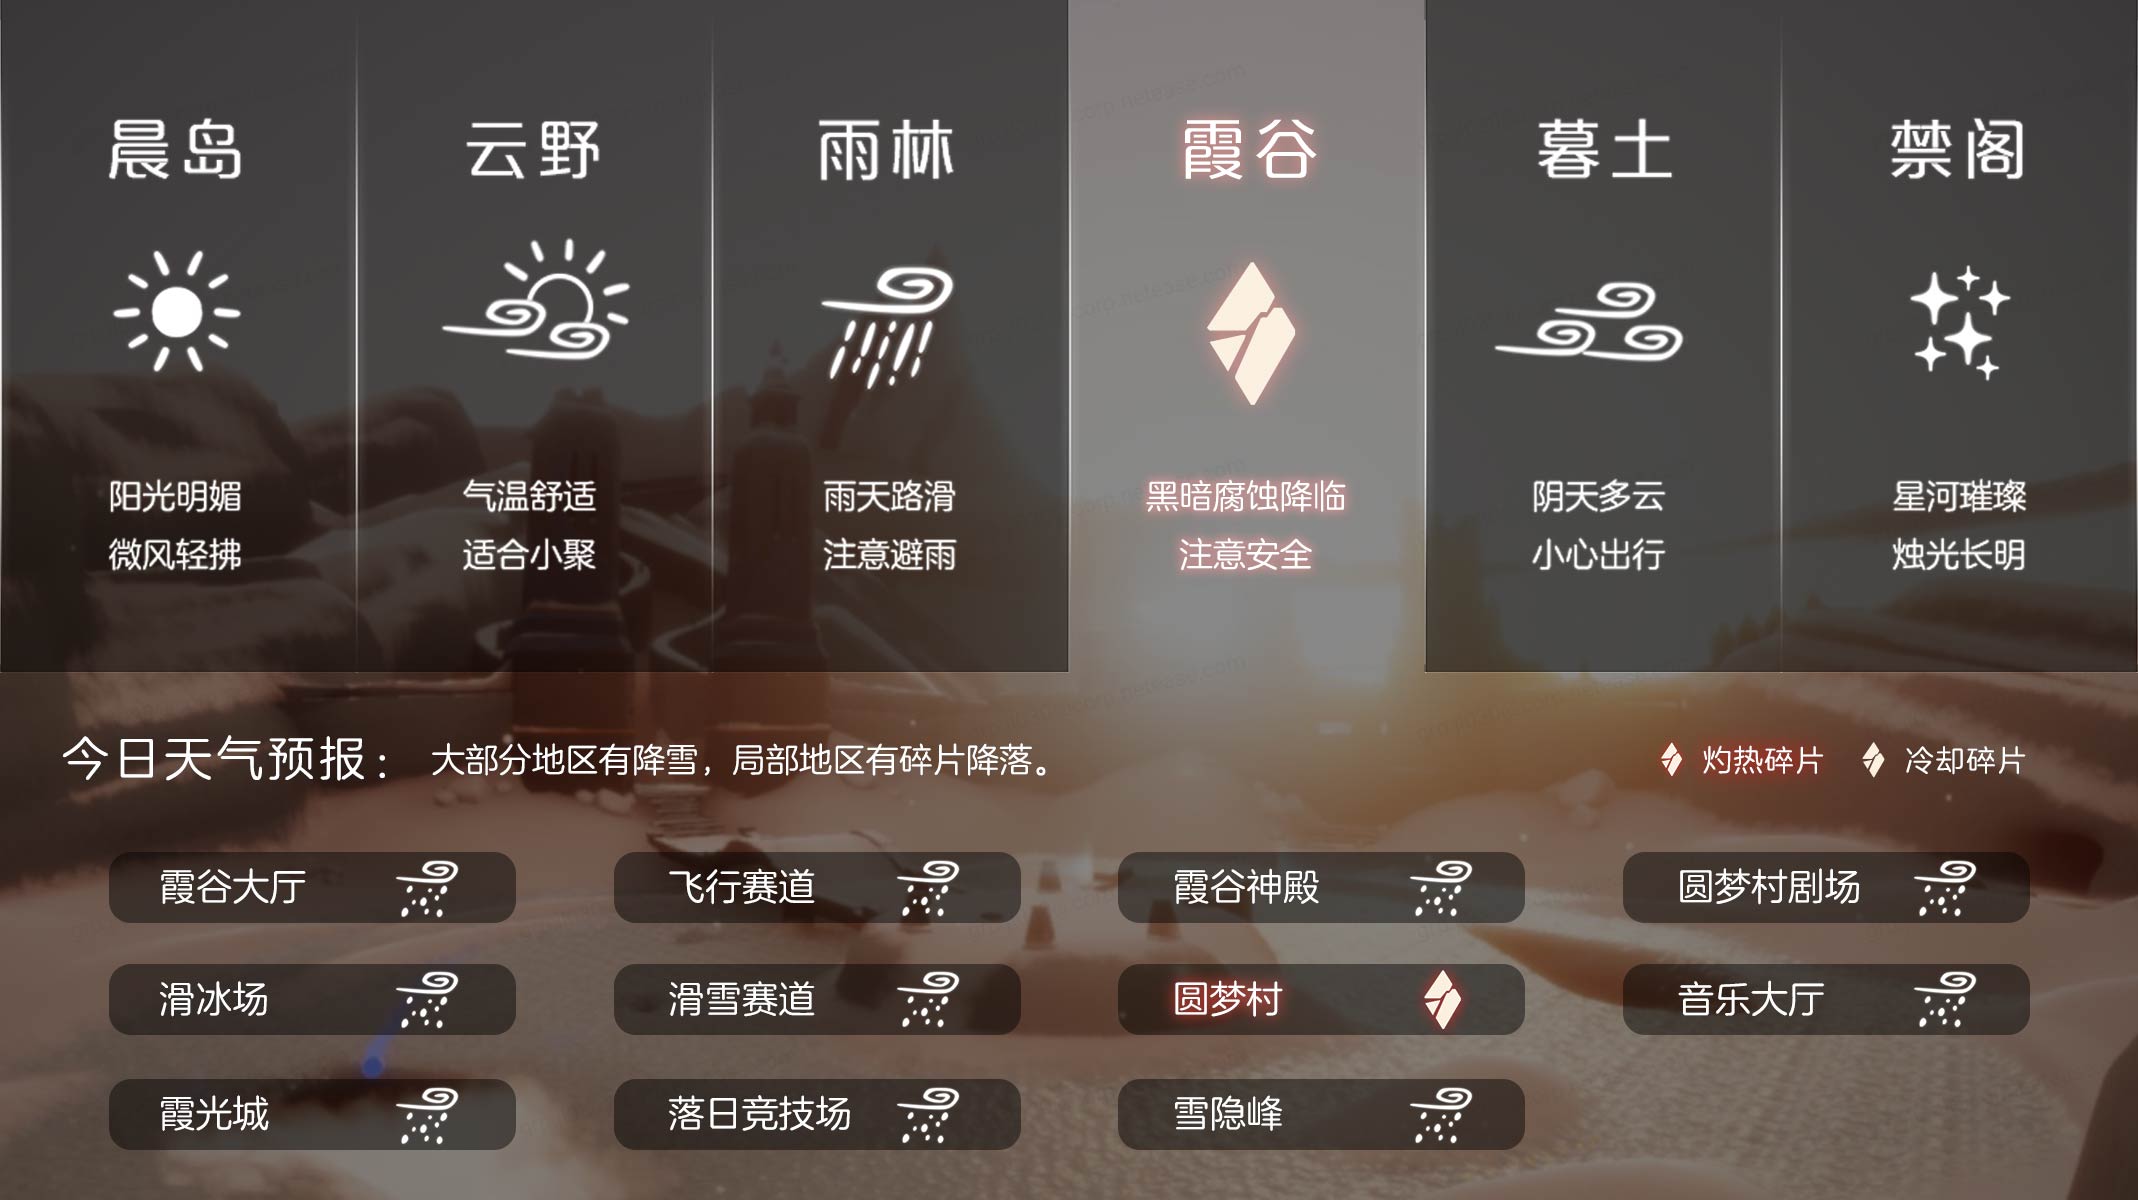 晨岛
云野
雨林
霞谷
暮土
禁阁
阳光明媚
微风轻拂
气温舒适
适合小聚
雨天路滑
注意避雨
黑暗腐蚀降临
注意安全
阴天多云
小心出行
星河璀璨
烛光长明
今日天气预报： 大部分地区有降雪，局部地区有碎片降落。
灼热碎片 冷却碎片
霞谷大厅
飞行赛道
霞谷神殿
圆梦村剧场
滑冰场
滑雪赛道
圆梦村
音乐大厅
霞光城
落日竞技场
雪隐峰